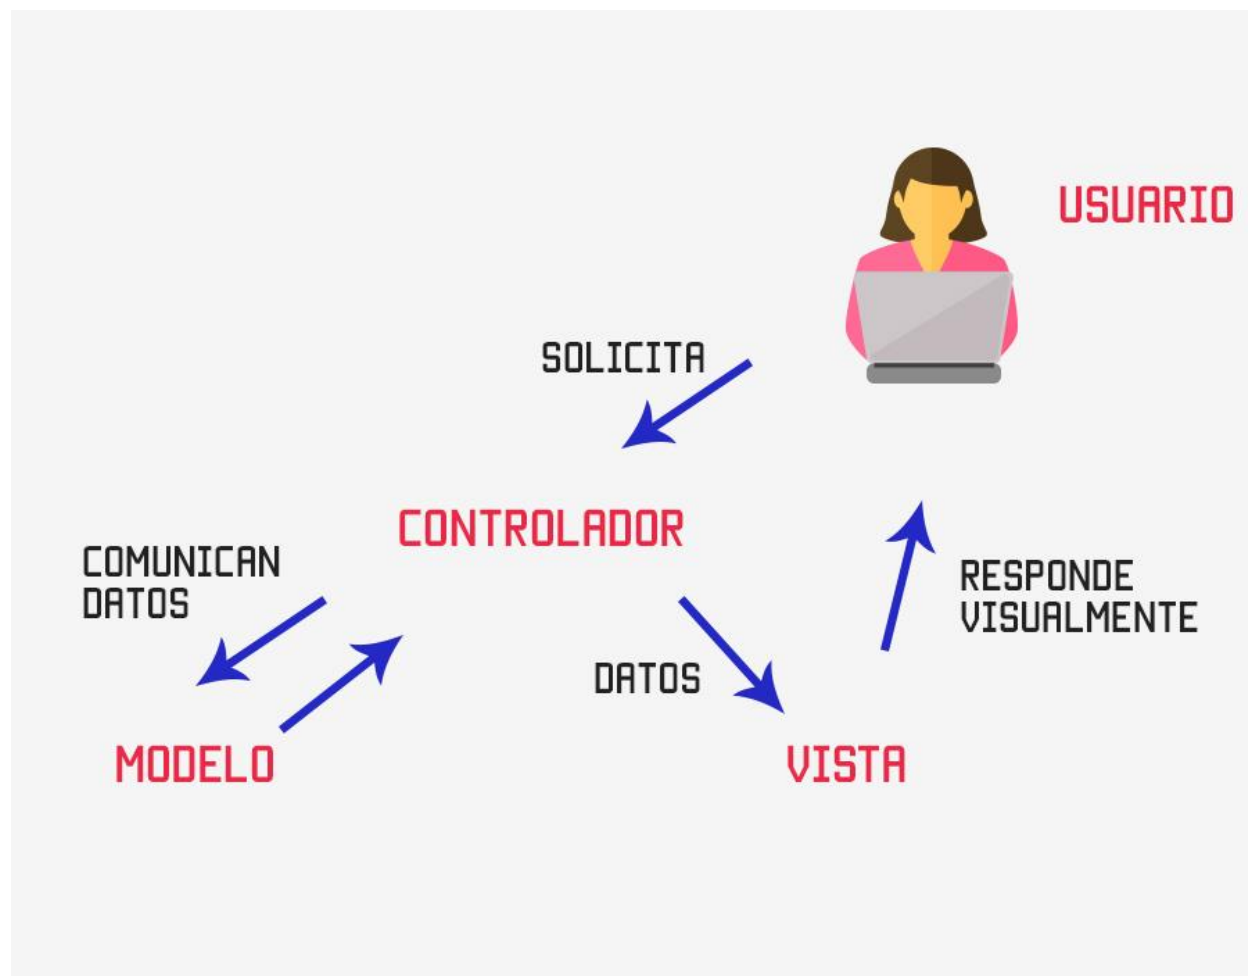 USUARIO
SOLICITA
CONTROLADOR
COMUNICAN
DATOS
RESPONDE
VISUALMENTE
DATOS
MODELO
VISTA